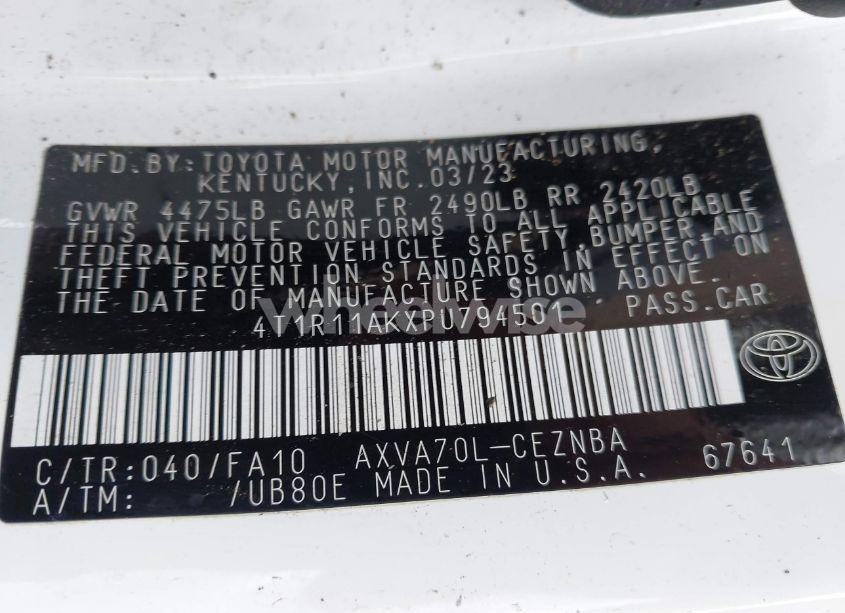 MFD.BY:TOYOTA MOTOR MANUFACTURING,
KENTUCKY,INC.03/23
GVWR 4475LB GAWR FR 2490LB RR 2420LB
THIS VEHICLE CONFORMS TO ALL APPLICABLE
FEDERAL MOTOR VEHICLE SAFETY,BUMPER,AND
THEFT PREVENTION STANDARDS IN EFFECT ON
THE DATE OF MANUFACTURE SHOWN ABOVE.
4T1R11AKXPU794501 PASS.CAR
wheelwise
C/TR:040/FA10 AXVA70L-CEZNBA
A/TM: /UB80E MADE IN U.S.A. 67641